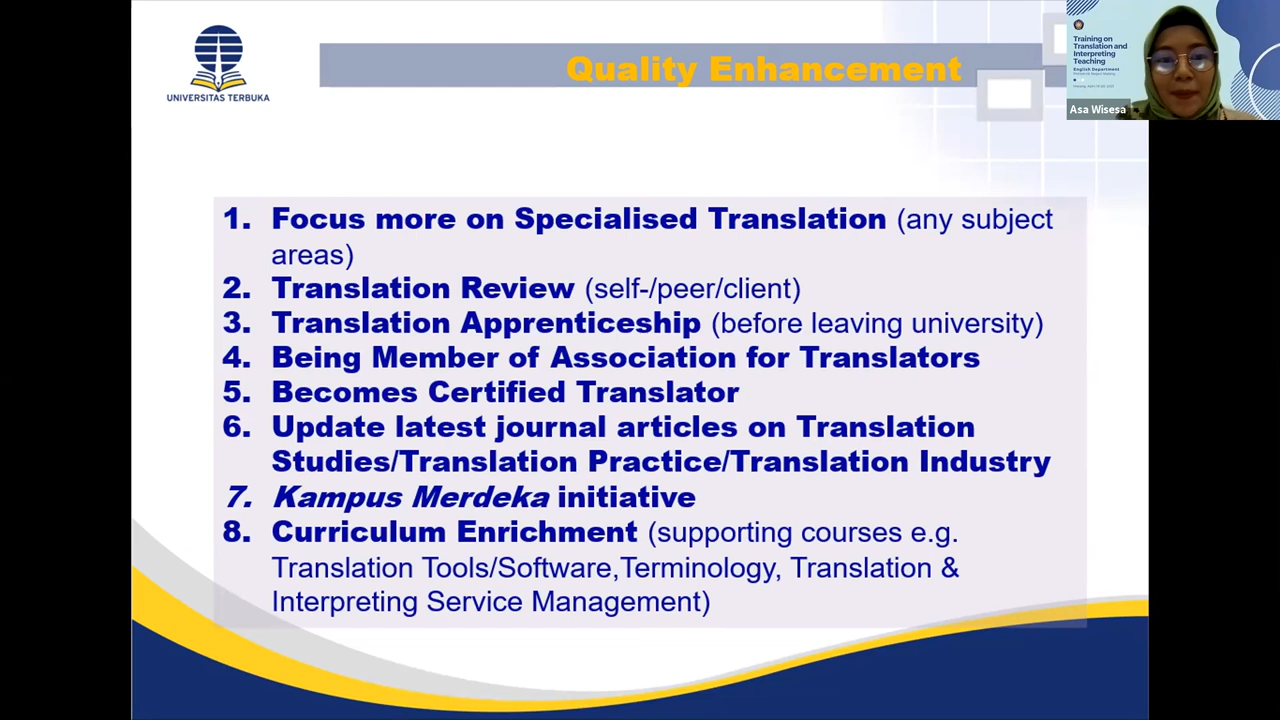 UNIVERSITAS TERBUKA
Quality Enhancement
Training on
Translation and
Interpreting
Teaching
English Department
Asa Wisesa
1. Focus more on Specialised Translation (any subject
areas)
2. Translation Review (self-/peer/client)
3. Translation Apprenticeship (before leaving university)
4. Being Member of Association for Translators
5. Becomes Certified Translator
6. Update latest journal articles on Translation
Studies/Translation Practice/Translation Industry
7. Kampus Merdeka initiative
8. Curriculum Enrichment (supporting courses e.g.
Translation Tools/Software,Terminology, Translation &
Interpreting Service Management)